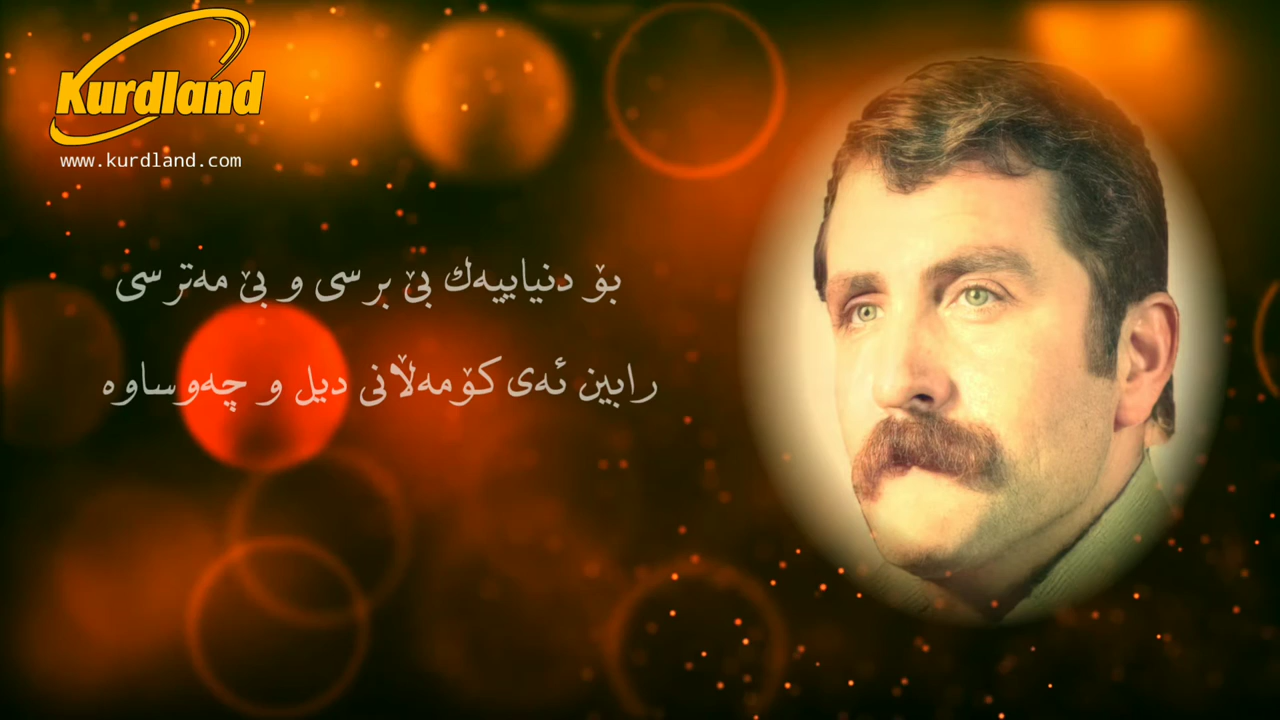 Kurdland
www.kurdland.com
بۆ دنیاییەك بێ برسی و بێ مەترسی
رابین ئەی کۆمەڵانی دیل و چەوساوە